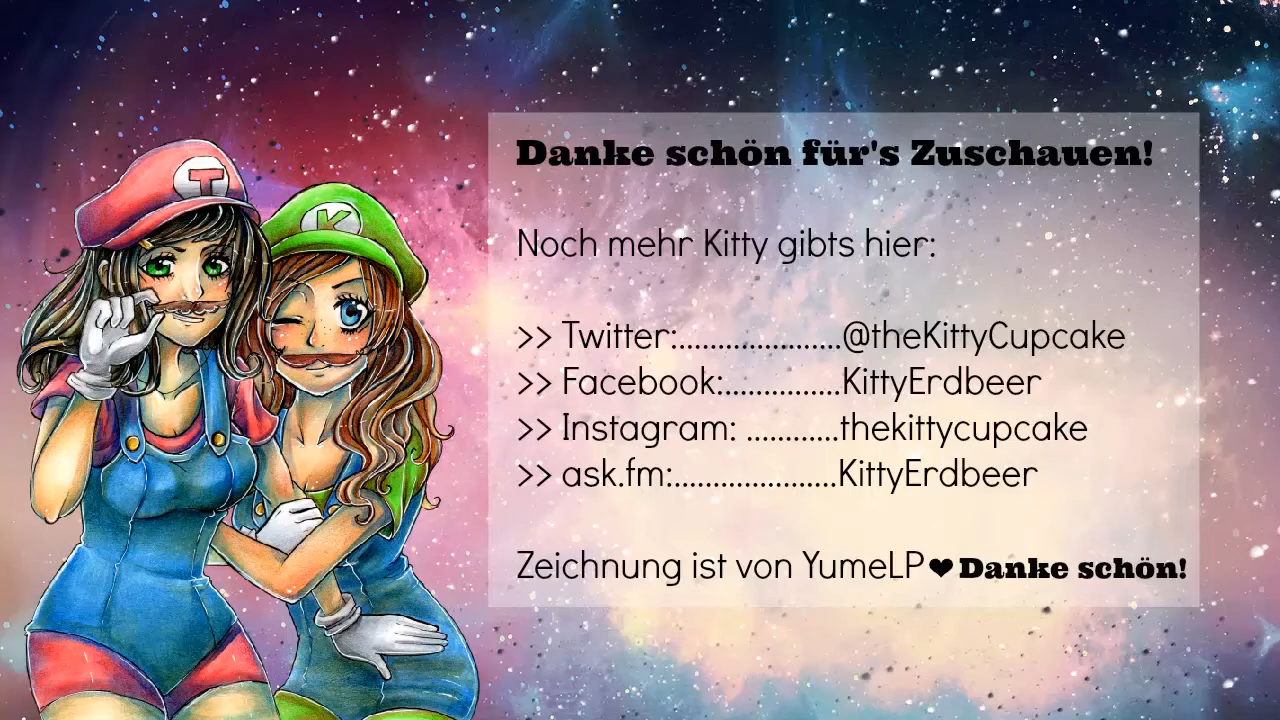 T
K
Danke schön für's Zuschauen!
Noch mehr Kitty gibts hier:
>> Twitter:.....................@theKittyCupcake
>> Facebook:...............KittyErdbeer
>> Instagram: ............thekittycupcake
>> ask.fm:.....................KittyErdbeer
Zeichnung ist von YumeLP❤Danke schön!